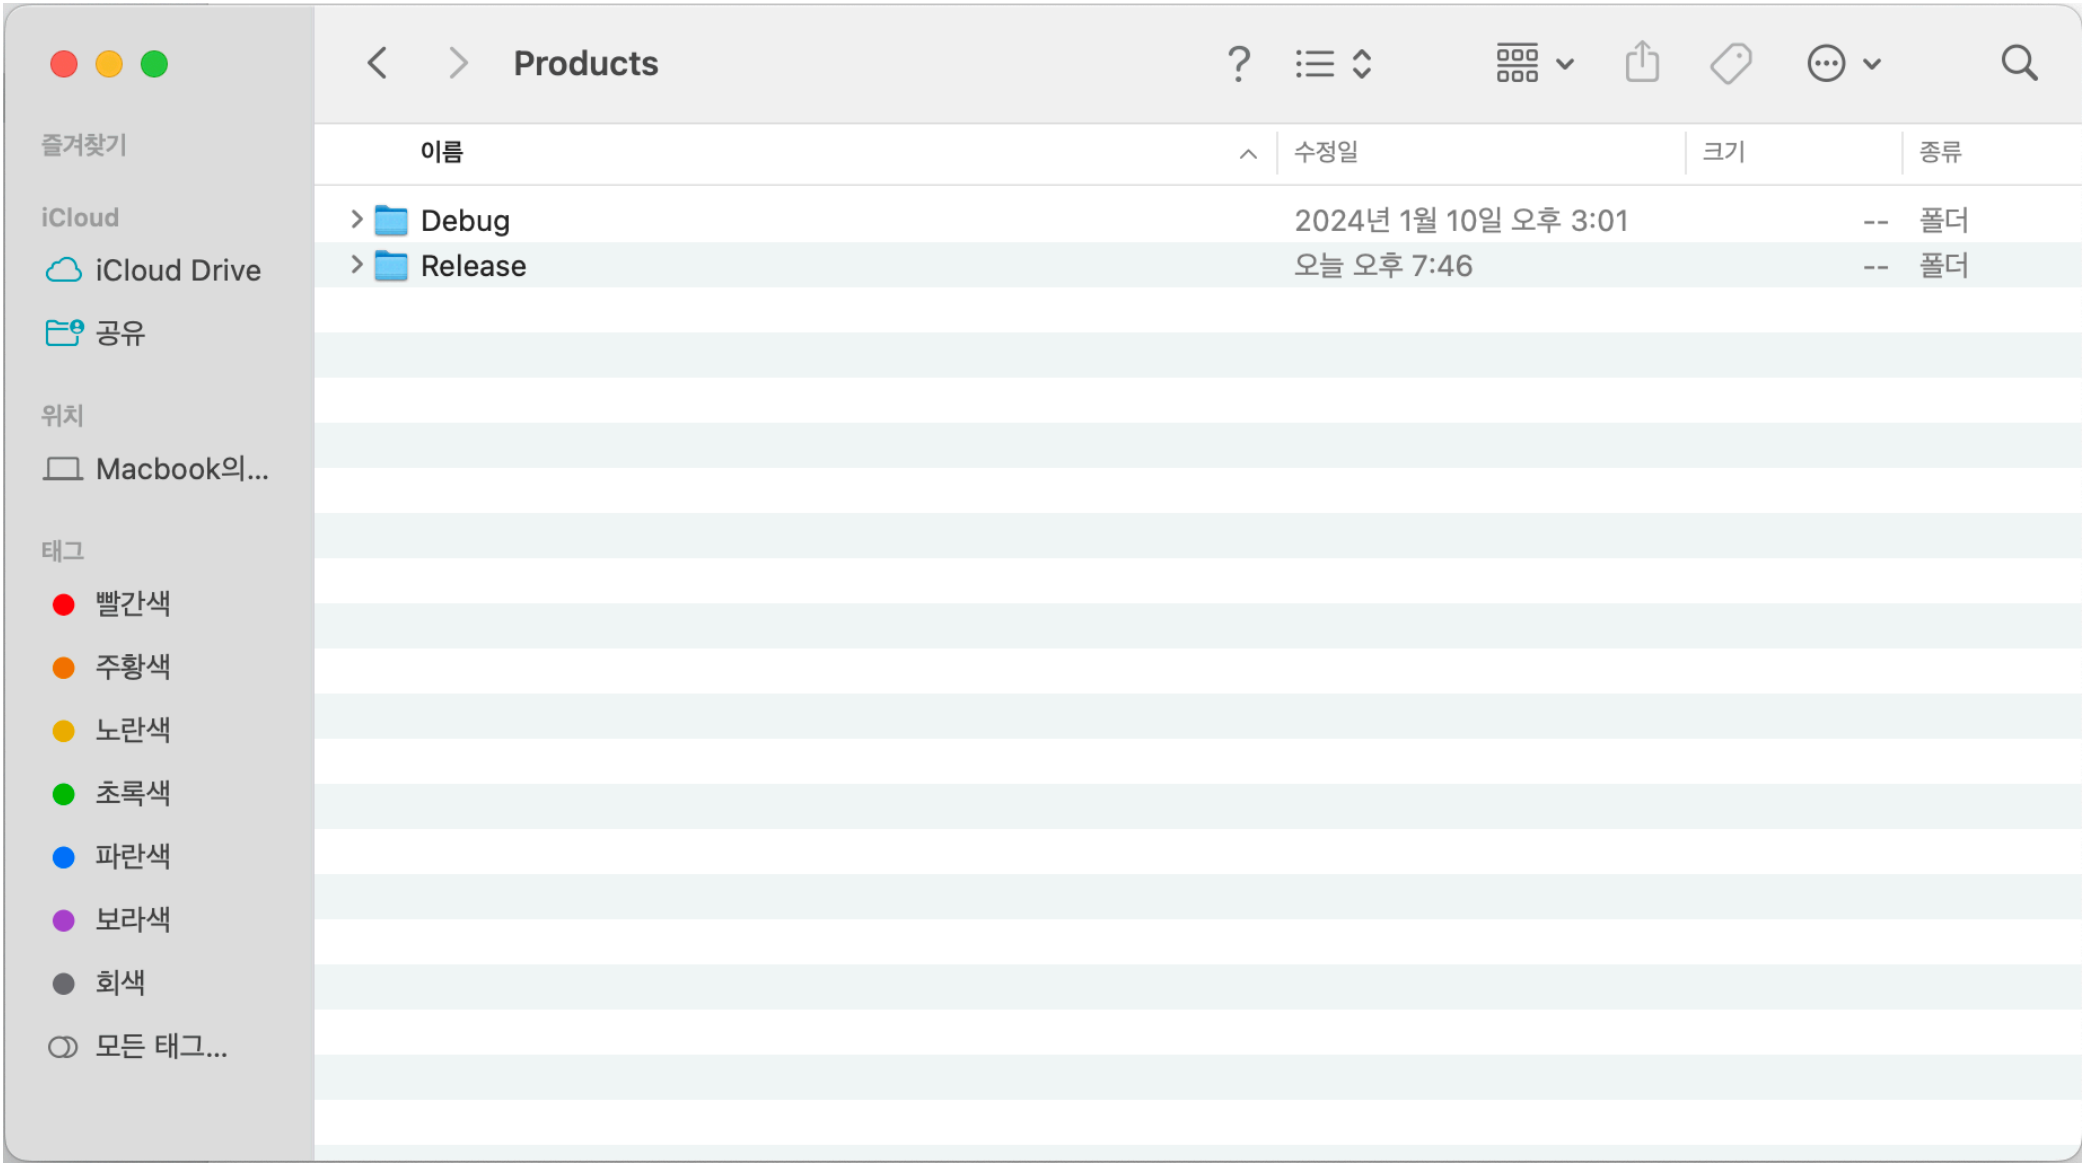 Products
즐겨찾기
iCloud
iCloud Drive
공유
위치
Macbook의...
태그
빨간색
주황색
노란색
초록색
파란색
보라색
회색
모든 태그...
이름 수정일 크기 종류
Debug 2024년 1월 10일 오후 3:01 -- 폴더
Release 오늘 오후 7:46 -- 폴더